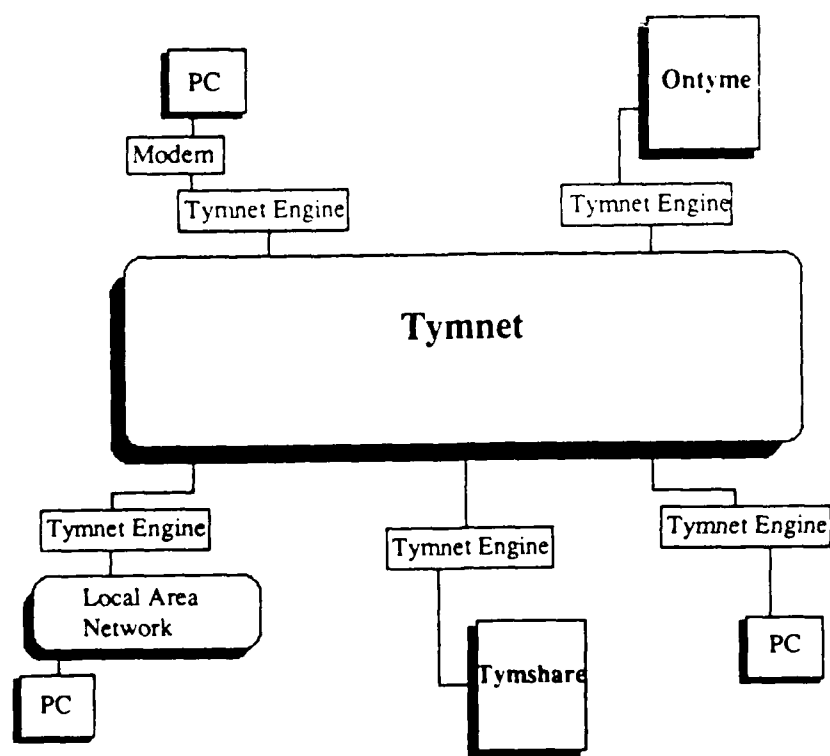 PC
Ontyme
Modem
Tymnet Engine
Tymnet Engine
Tymnet
Tymnet Engine
Tymnet Engine
Tymnet Engine
Local Area
Network
PC
Tymshare
PC